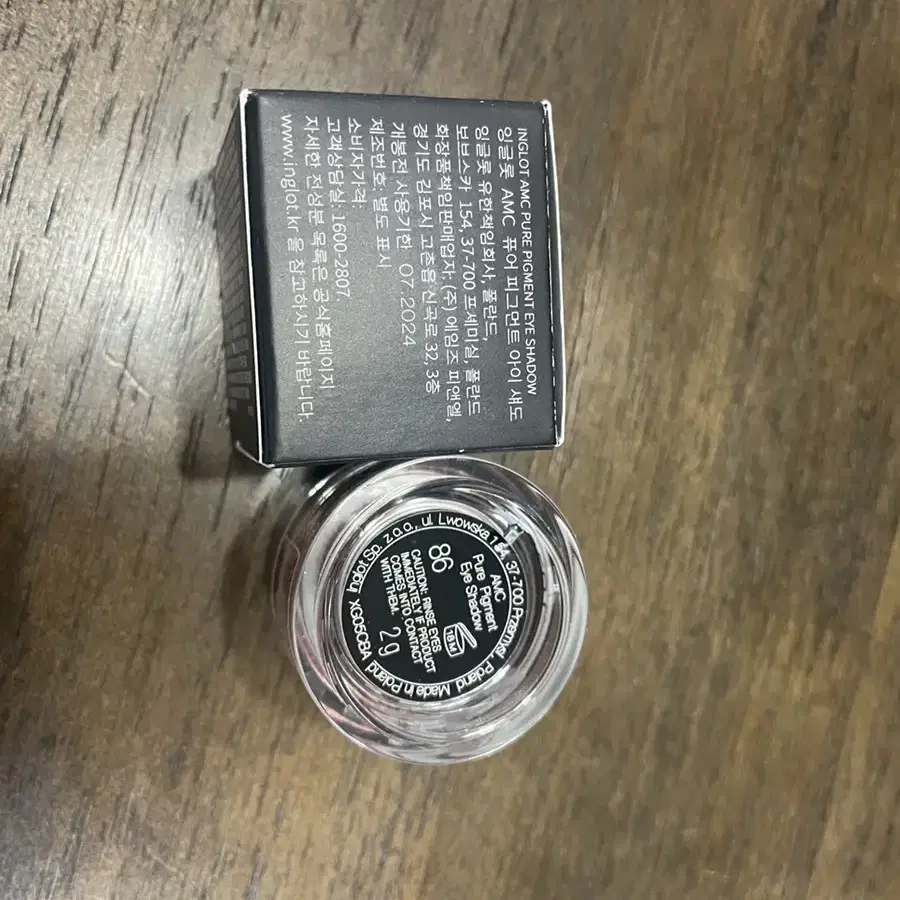 INGLOT AMC PURE PIGMENT EYE SHADOW
잉글롯 AMC 퓨어 피그먼트 아이 섀도
잉글롯 유한책임회사, 폴란드,
보브스카 154, 37-700 프셰미실, 폴란드
화장품책임판매업자: (주) 에임즈 피앤엘,
경기도 김포시 고촌읍 신곡로 32, 3층
개봉전 사용기한 07 2024
제조번호: 별도 표시
소비자가격:
고객상담실: 1600-2807
자세한 전성분 목록은 공식홈페이지
www.inglot.kr 을 참고하시기 바랍니다.
Inglot Sp. z.o.o., ul. Lwowska 154, 37-700 Przemysl, Poland Made in Poland XG05C8A
AMC
Pure Pigment
Eye Shadow
18M
86
CAUTION: RINSE EYES
IMMEDIATELY IF PRODUCT
COMES INTO CONTACT
WITH THEM.
2g